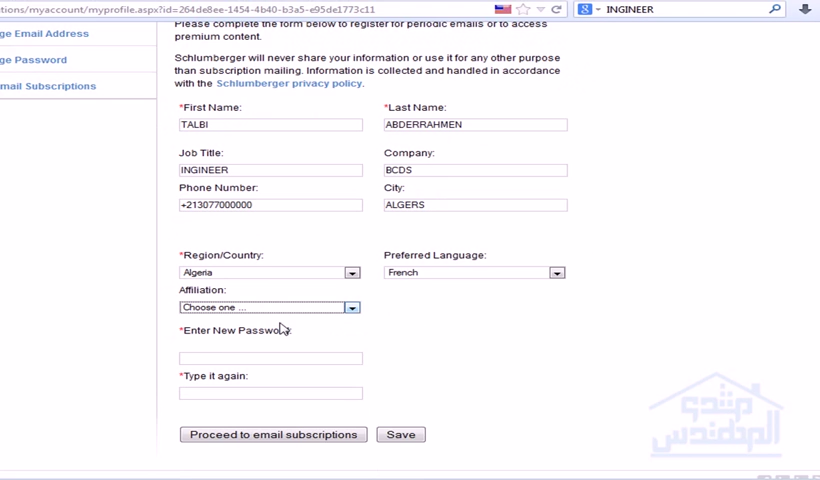 ations/myaccount/myprofile.aspx?id=264de8ee-1454-4b40-b3a5-e95de1773c11
INGINEER
Please complete the form below to register for periodic emails or to access
premium content.
ge Email Address
ge Password
mail Subscriptions
Schlumberger will never share your information or use it for any other purpose
than subscription mailing. Information is collected and handled in accordance
with the Schlumberger privacy policy.
*First Name:
*Last Name:
TALBI
ABDERRAHMEN
Job Title:
Company:
INGINEER
BCDS
Phone Number:
City:
+213077000000
ALGERS
*Region/Country:
Preferred Language:
Algeria
French
Affiliation:
Choose one ...
*Enter New Password:
*Type it again:
Proceed to email subscriptions
Save
منتدى
المهندس